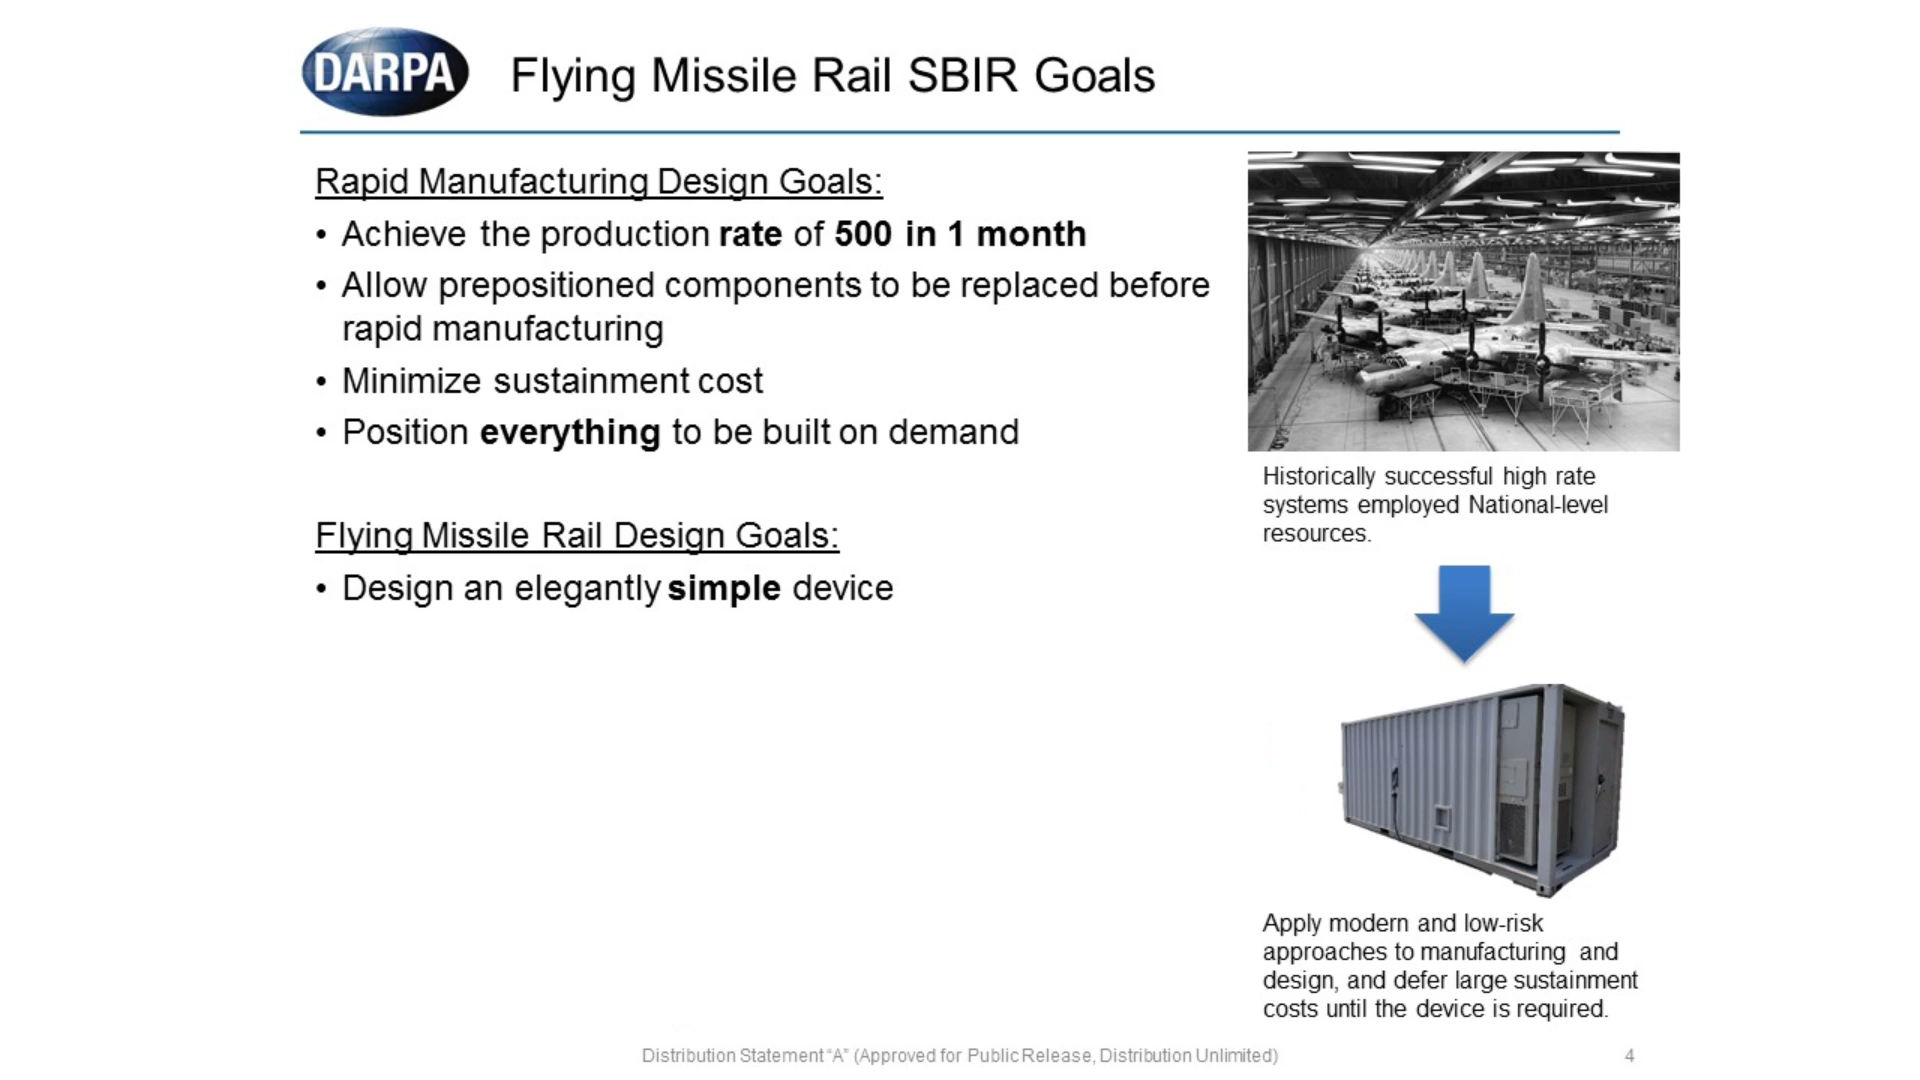 DARPA
Flying Missile Rail SBIR Goals
Rapid Manufacturing Design Goals:
• Achieve the production rate of 500 in 1 month
• Allow prepositioned components to be replaced before
rapid manufacturing
• Minimize sustainment cost
• Position everything to be built on demand
Flying Missile Rail Design Goals:
• Design an elegantly simple device
Historically successful high rate
systems employed National-level
resources.
Apply modern and low-risk
approaches to manufacturing and
design, and defer large sustainment
costs until the device is required.
Distribution Statement “A” (Approved for Public Release, Distribution Unlimited)
4